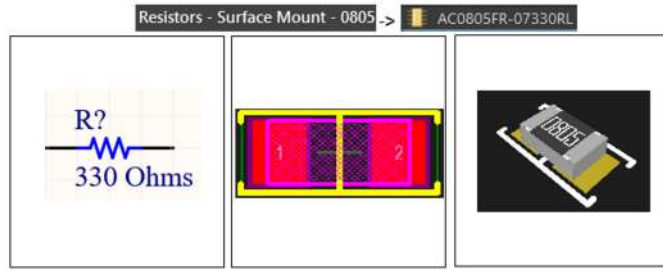 Resistors - Surface Mount - 0805 -> AC0805FR-07330RL
R?
330 Ohms
1 2
0805